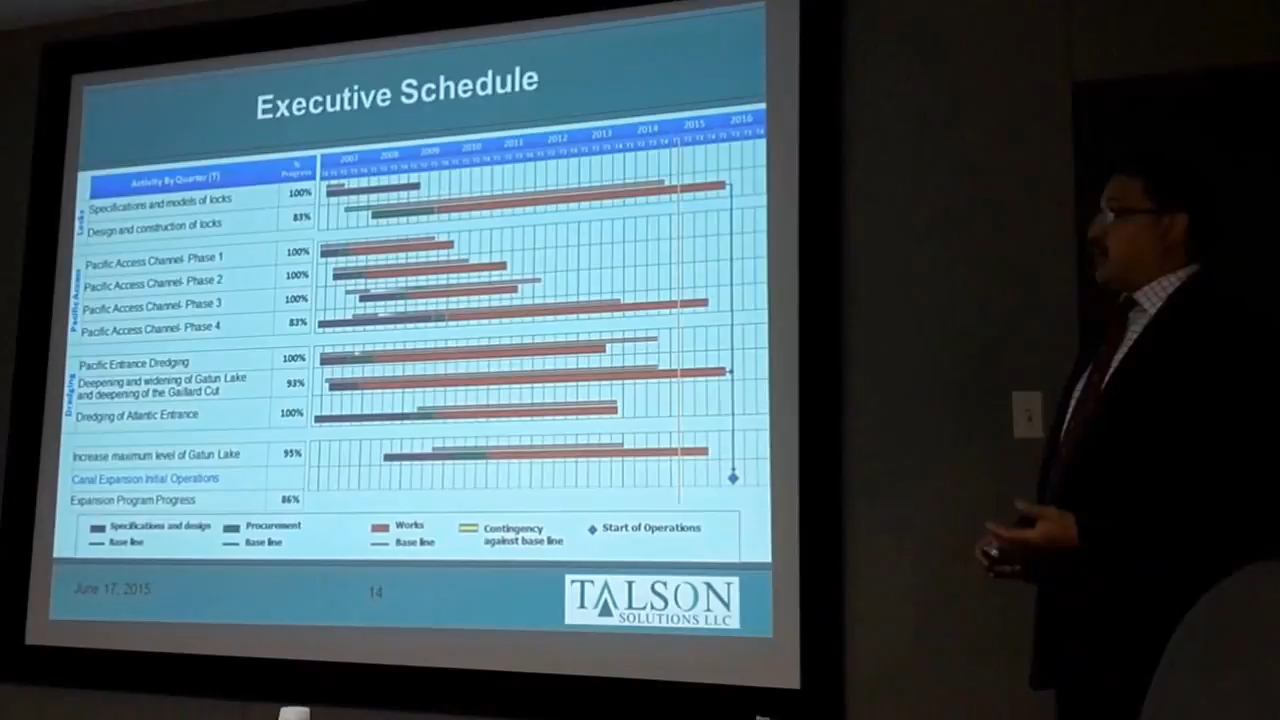 Executive Schedule
Activity By Quarter (T)
% Progress
2007 2008 2009 2010 2011 2012 2013 2014 2015 2016
Locks
Specifications and models of locks 100%
Design and construction of locks 83%
Pacific Access
Pacific Access Channel- Phase 1 100%
Pacific Access Channel- Phase 2 100%
Pacific Access Channel- Phase 3 100%
Pacific Access Channel- Phase 4 83%
Dredging
Pacific Entrance Dredging 100%
Deepening and widening of Gatun Lake
and deepening of the Gaillard Cut 93%
Dredging of Atlantic Entrance 100%
Increase maximum level of Gatun Lake 95%
Canal Expansion Initial Operations
Expansion Program Progress 86%
Specifications and design Procurement Works Contingency Start of Operations
Base line Base line Base line against base line
June 17, 2015 14
TALSON
SOLUTIONS LLC